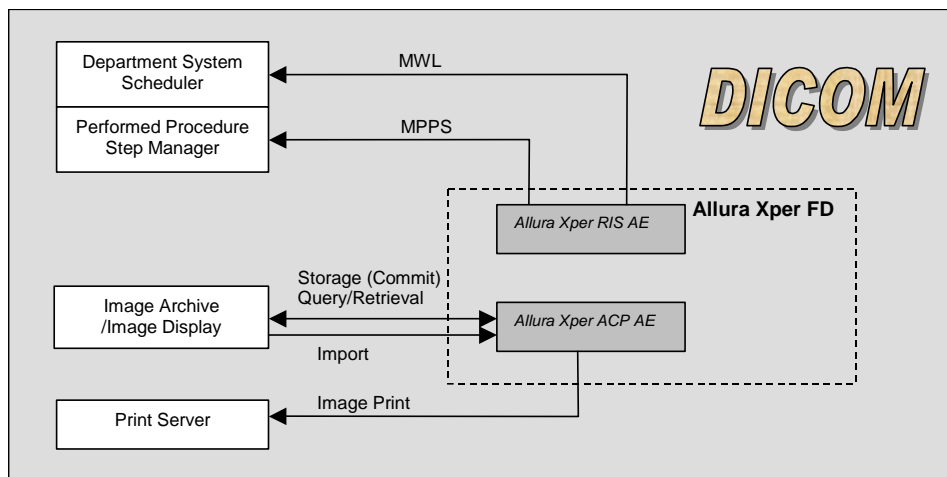 Department System
Scheduler
MWL
DICOM
Performed Procedure
Step Manager
MPPS
Allura Xper FD
Allura Xper RIS AE
Storage (Commit)
Query/Retrieval
Image Archive
/Image Display
Allura Xper ACP AE
Import
Image Print
Print Server